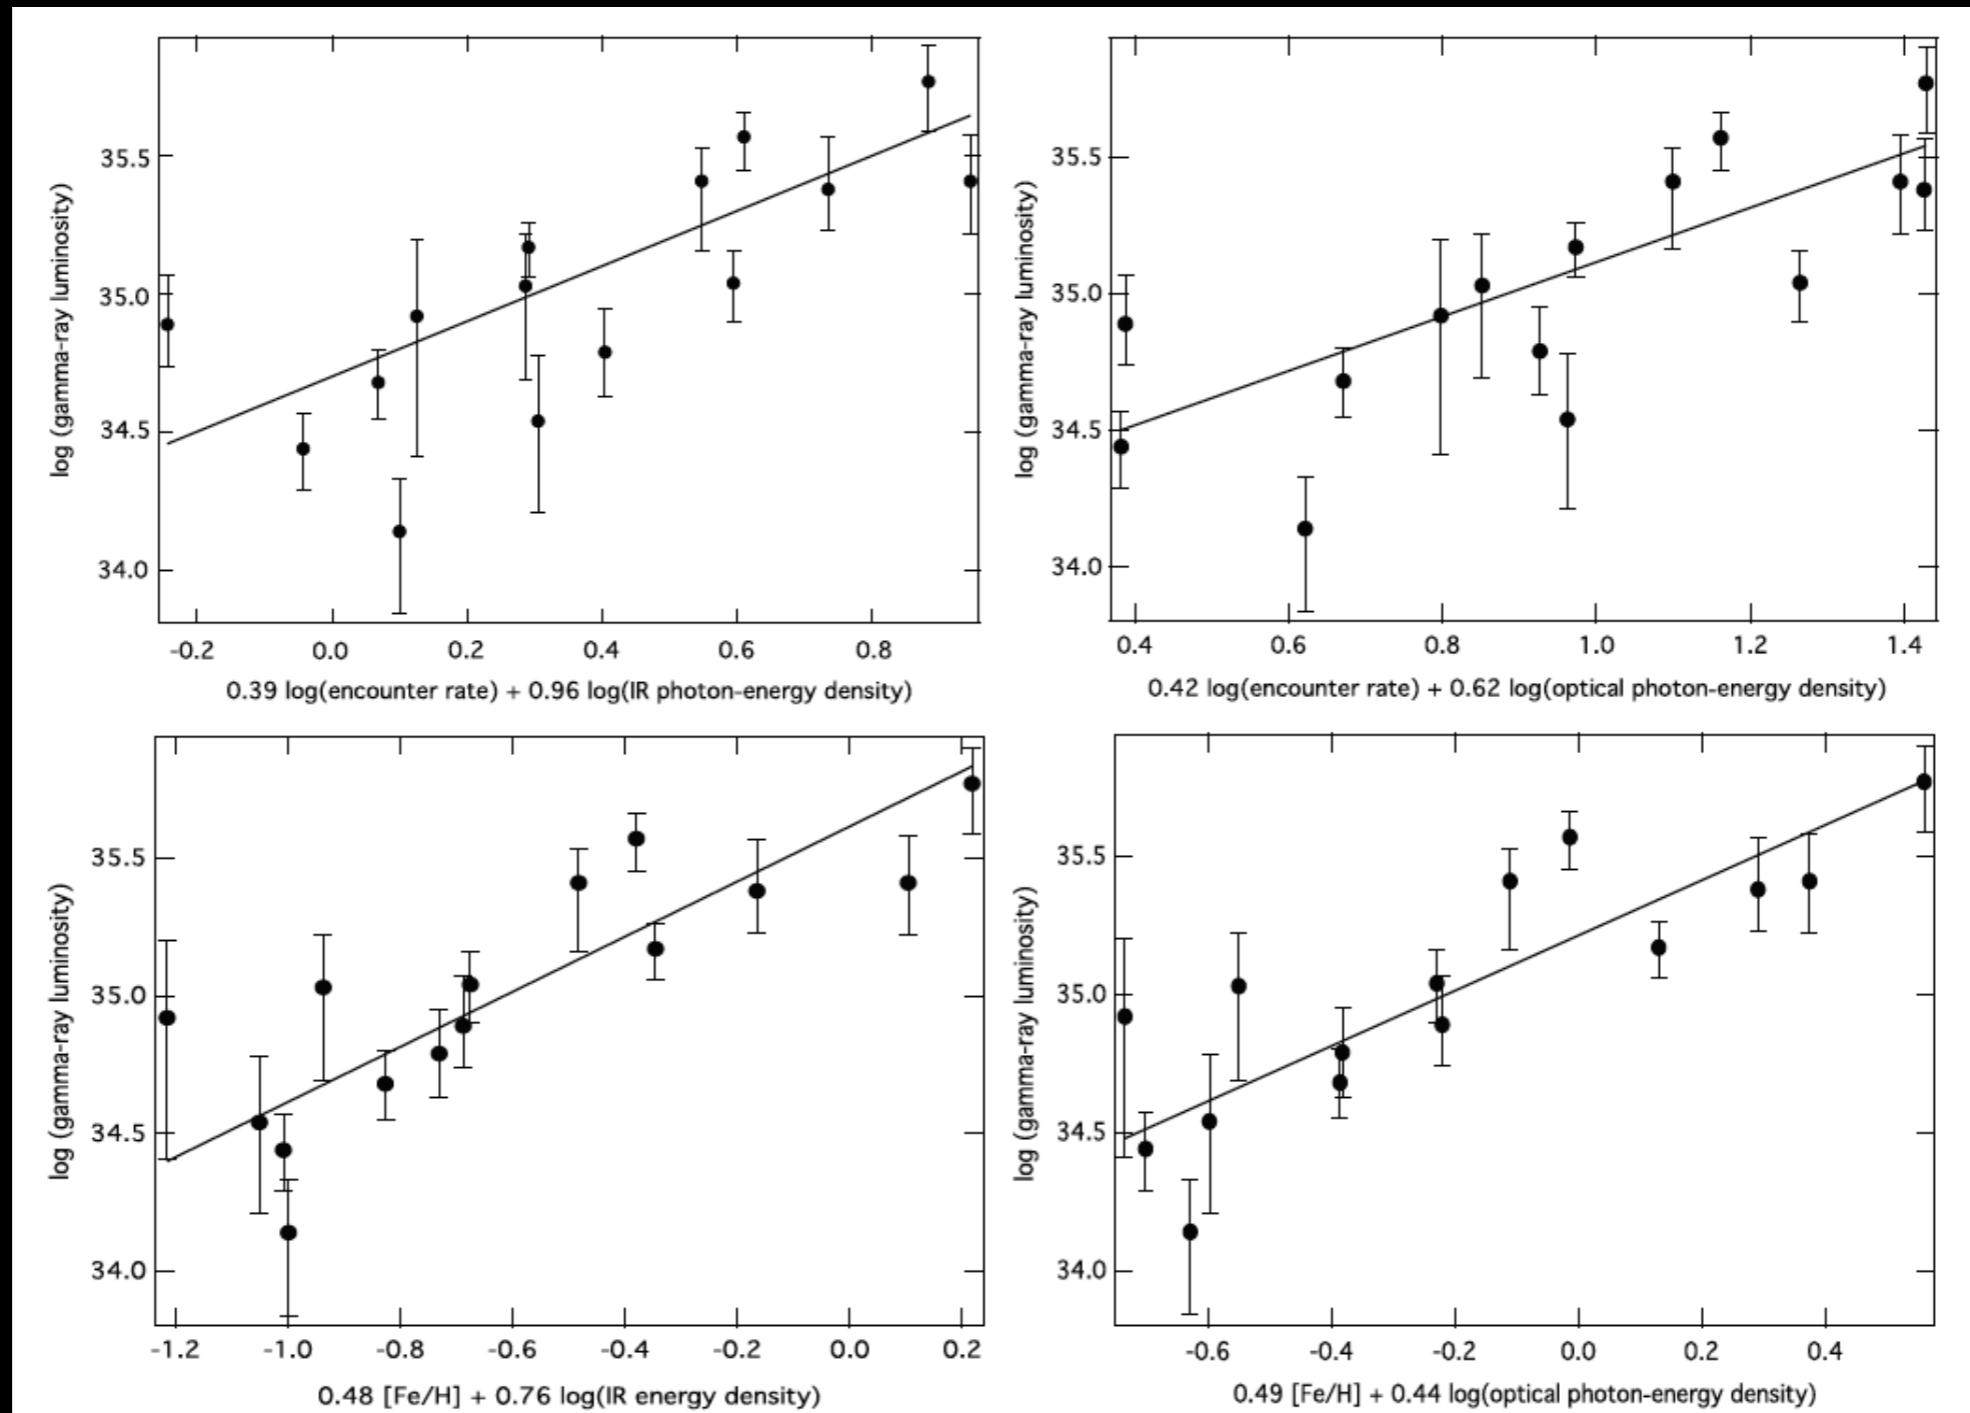 log (gamma-ray luminosity)
35.5
35.0
34.5
34.0
-0.2 0.0 0.2 0.4 0.6 0.8
0.39 log(encounter rate) + 0.96 log(IR photon-energy density)
log (gamma-ray luminosity)
35.5
35.0
34.5
34.0
0.4 0.6 0.8 1.0 1.2 1.4
0.42 log(encounter rate) + 0.62 log(optical photon-energy density)
log (gamma-ray luminosity)
35.5
35.0
34.5
34.0
-1.2 -1.0 -0.8 -0.6 -0.4 -0.2 0.0 0.2
0.48 [Fe/H] + 0.76 log(IR energy density)
log (gamma-ray luminosity)
35.5
35.0
34.5
34.0
-0.6 -0.4 -0.2 0.0 0.2 0.4
0.49 [Fe/H] + 0.44 log(optical photon-energy density)